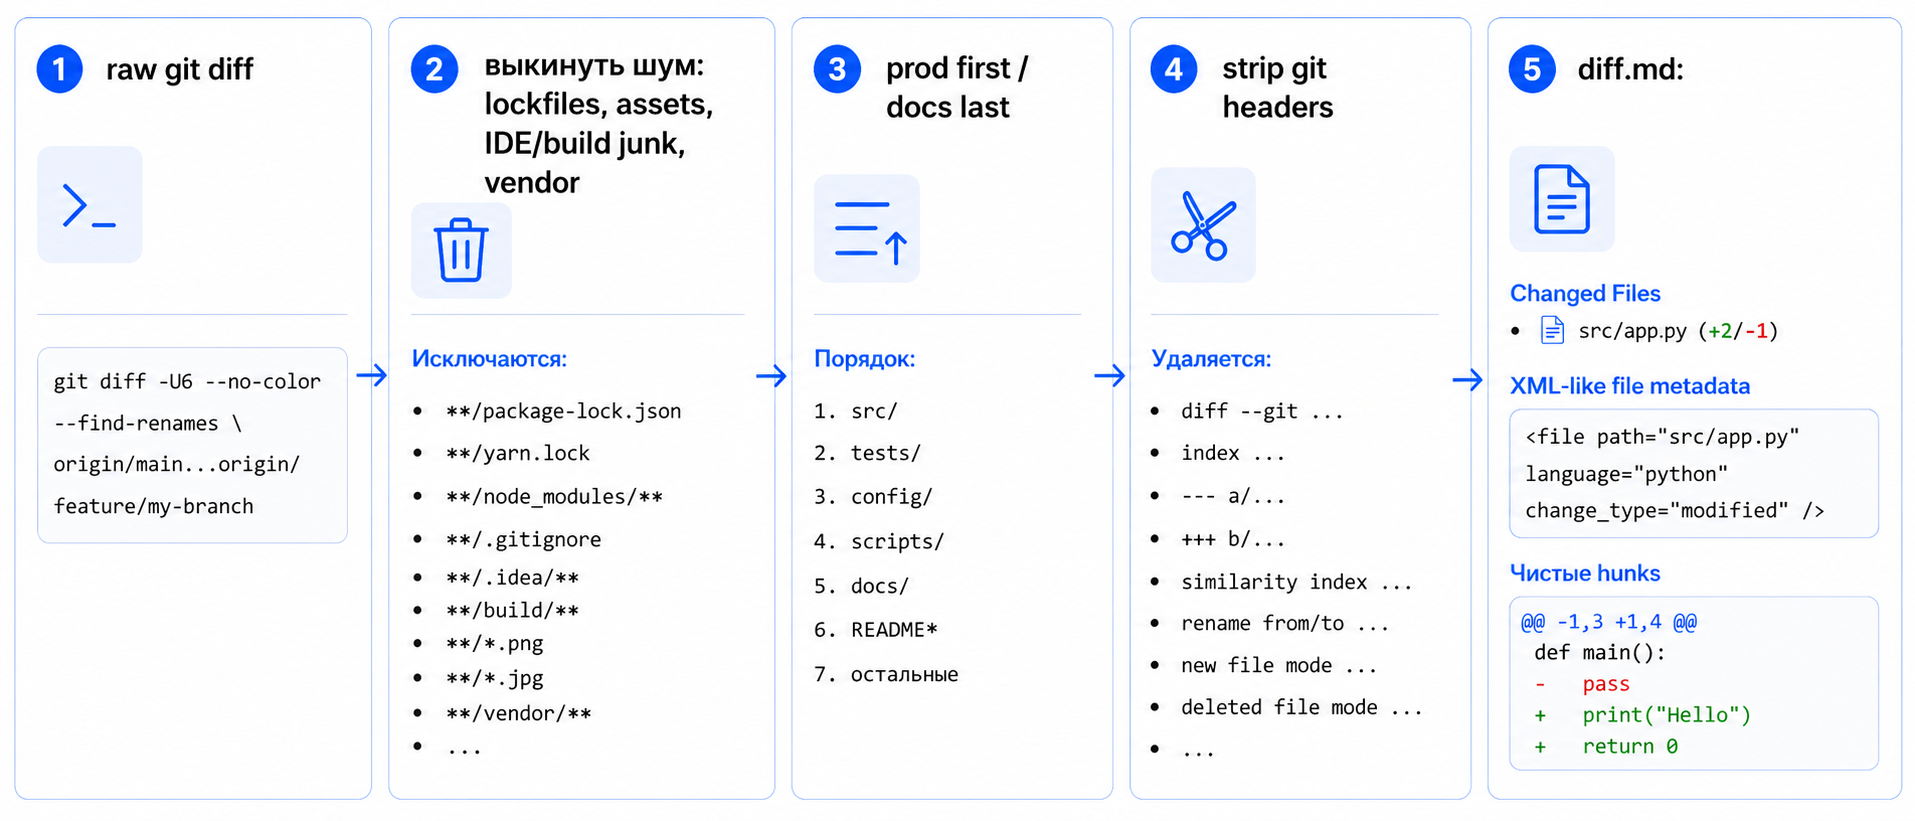 1 raw git diff
git diff -U6 --no-color
--find-renames \
origin/main...origin/
feature/my-branch
2 выкинуть шум:
lockfiles, assets,
IDE/build junk,
vendor
Исключаются:
• **/package-lock.json
• **/yarn.lock
• **/node_modules/**
• **/.gitignore
• **/.idea/**
• **/build/**
• **/*.png
• **/*.jpg
• **/vendor/**
• ...
3 prod first /
docs last
Порядок:
1. src/
2. tests/
3. config/
4. scripts/
5. docs/
6. README*
7. остальные
4 strip git
headers
Удаляется:
• diff --git ...
• index ...
• --- a/...
• +++ b/...
• similarity index ...
• rename from/to ...
• new file mode ...
• deleted file mode ...
• ...
5 diff.md:
Changed Files
• src/app.py (+2/-1)
XML-like file metadata
<file path="src/app.py"
language="python"
change_type="modified" />
Чистые hunks
@@ -1,3 +1,4 @@
def main():
-   pass
+   print("Hello")
+   return 0